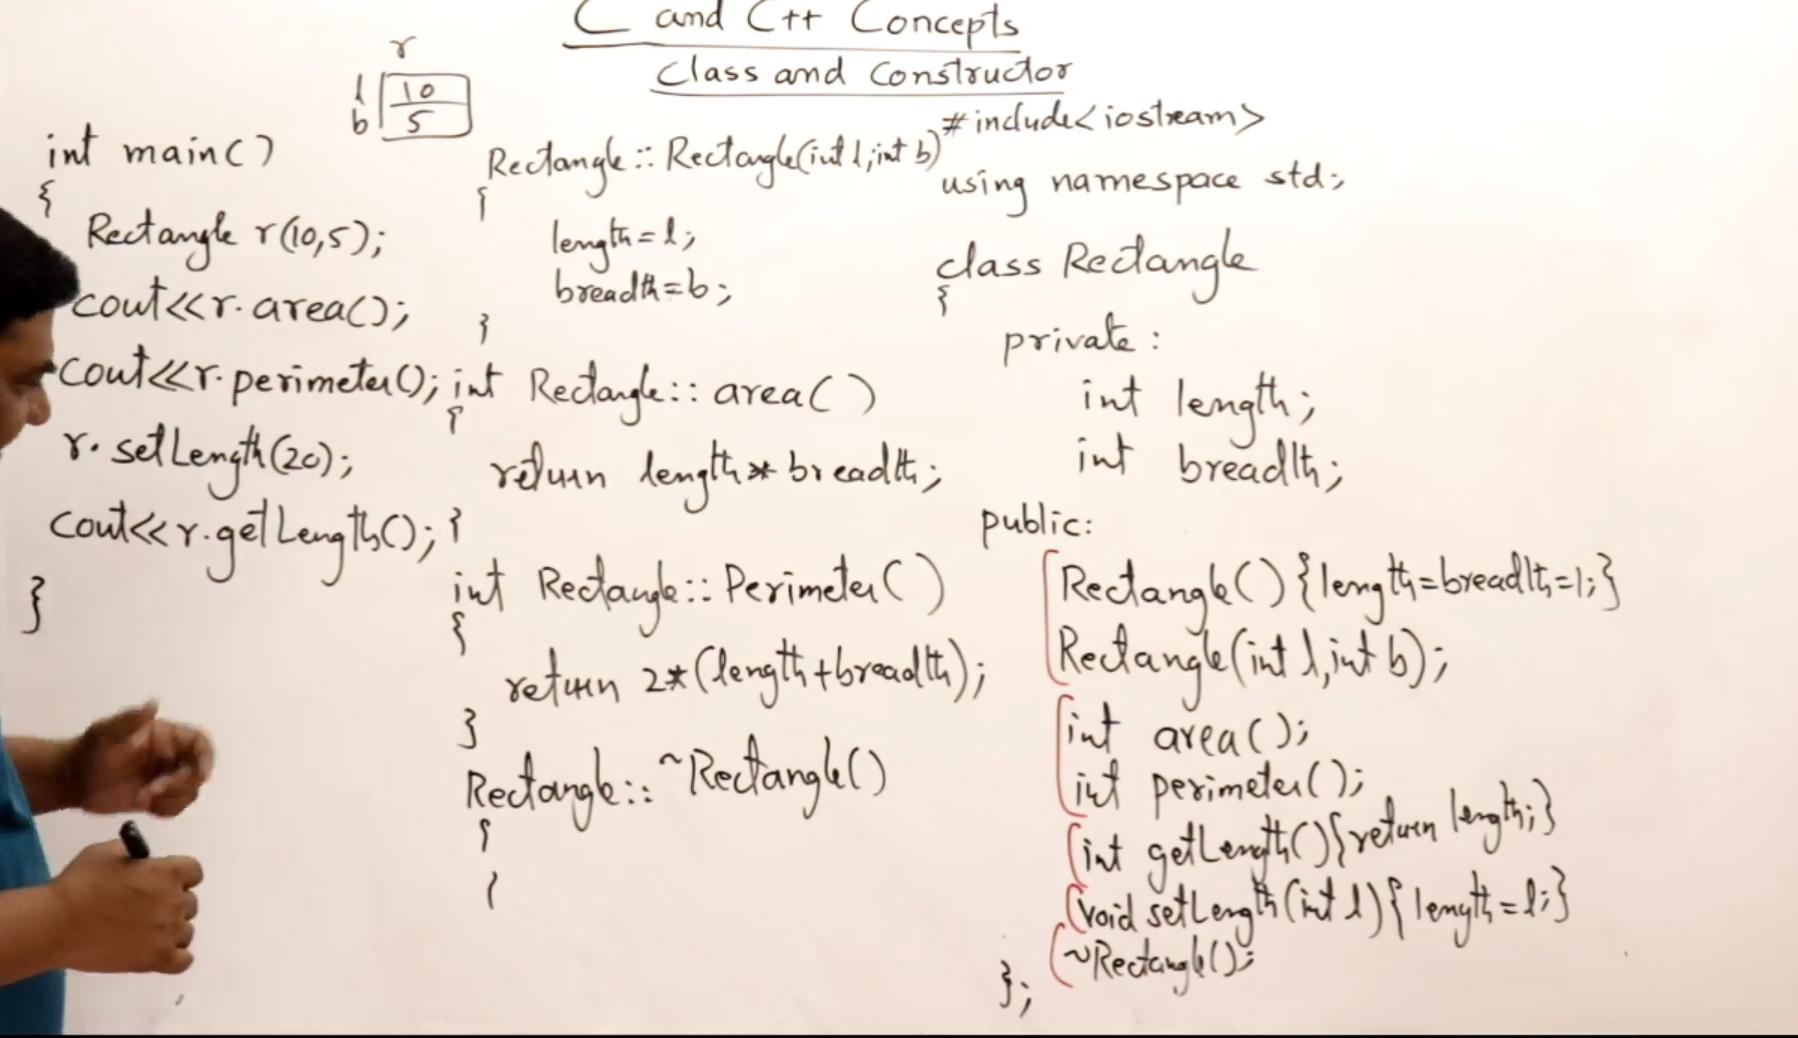 C and C++ Concepts
Class and Constructor
r
l 10
b 5
int main()
{
Rectangle r(10,5);
cout<<r.area();
cout<<r.perimeter();
r.setLength(20);
cout<<r.getLength();
}
Rectangle::Rectangle(int l,int b)
{
length=l;
breadth=b;
}
int Rectangle::area()
{
return length*breadth;
}
int Rectangle::Perimeter()
{
return 2*(length+breadth);
}
Rectangle::~Rectangle()
{
#include<iostream>
using namespace std;
class Rectangle
{
private:
int length;
int breadth;
public:
Rectangle(){length=breadth=1;}
Rectangle(int l,int b);
int area();
int perimeter();
int getLength(){return length;}
void setLength(int l){length=l;}
~Rectangle();
};